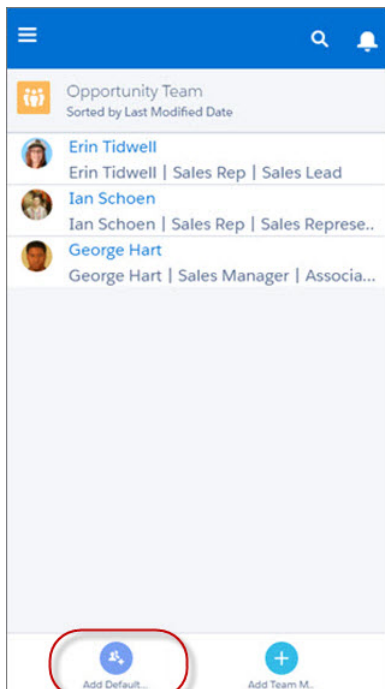 Opportunity Team
Sorted by Last Modified Date
Erin Tidwell
Erin Tidwell | Sales Rep | Sales Lead
Ian Schoen
Ian Schoen | Sales Rep | Sales Represe..
George Hart
George Hart | Sales Manager | Associa...
Add Default... Add Team M..